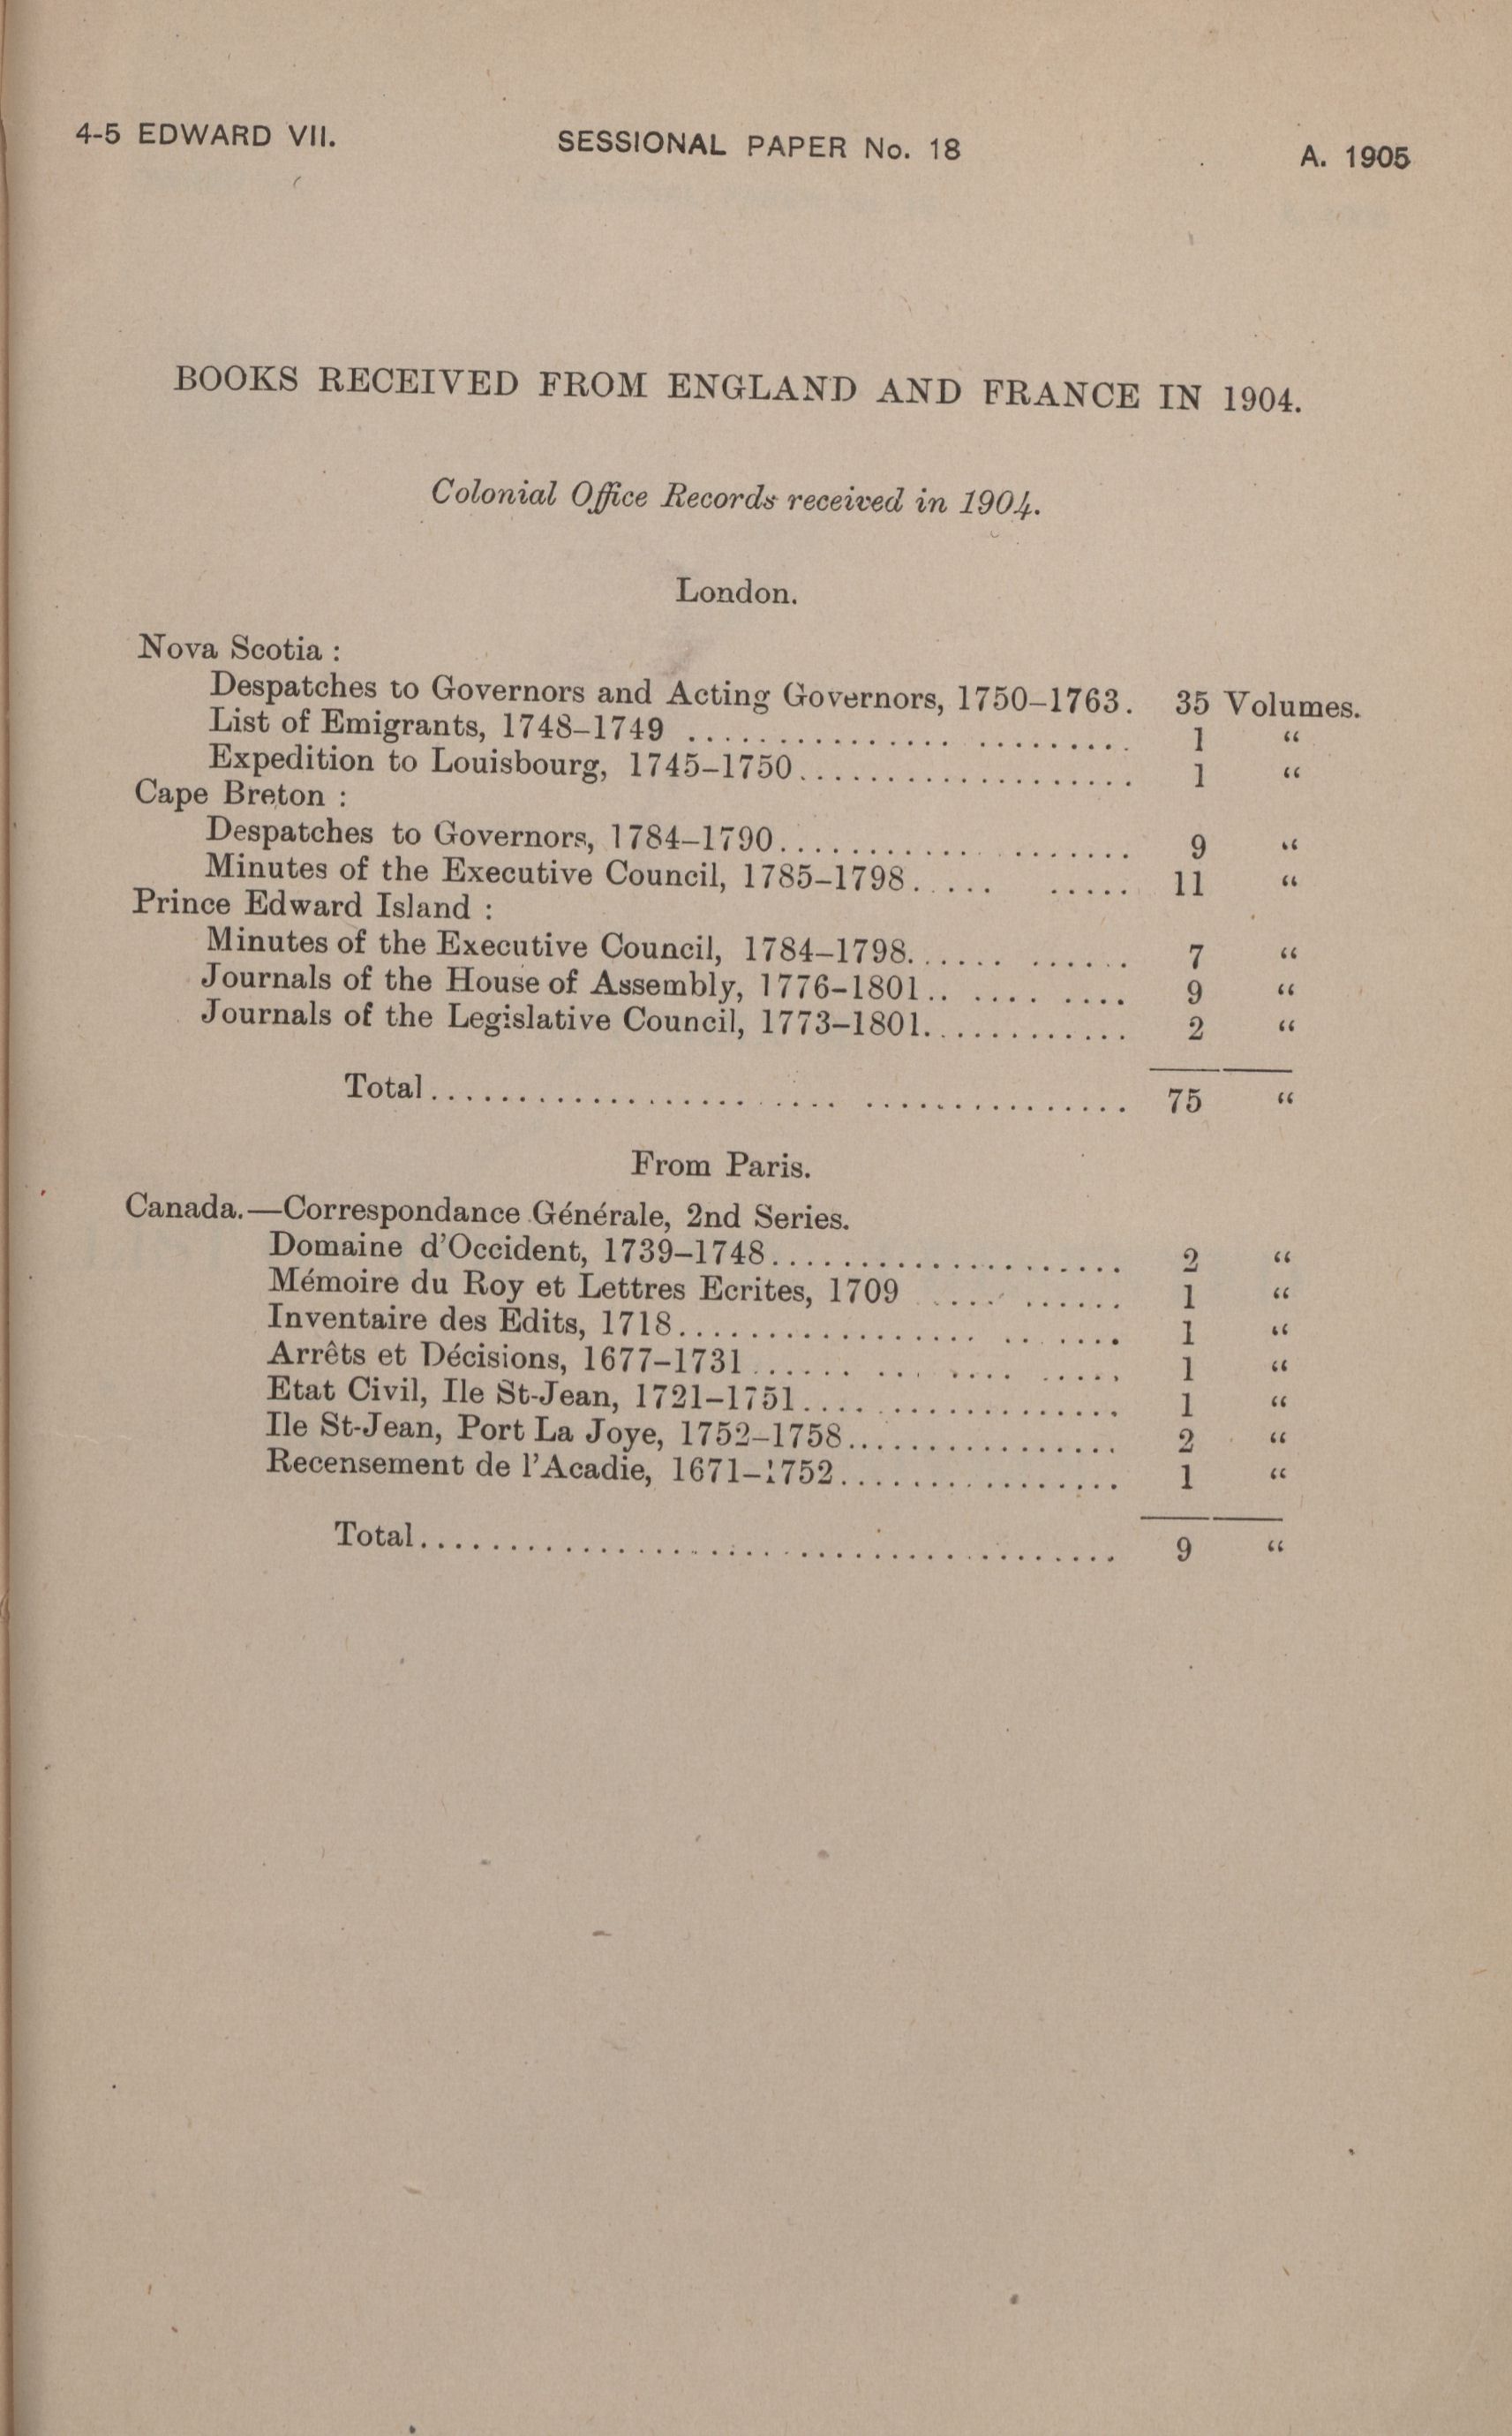 4-5 EDWARD VII. SESSIONAL PAPER No. 18 A. 1905
BOOKS RECEIVED FROM ENGLAND AND FRANCE IN 1904.
Colonial Office Records received in 1904.
London.
Nova Scotia :
Despatches to Governors and Acting Governors, 1750–1763. 35 Volumes.
List of Emigrants, 1748–1749 ........................ 1 “
Expedition to Louisbourg, 1745–1750................... 1 “
Cape Breton :
Despatches to Governors, 1784–1790.................... 9 “
Minutes of the Executive Council, 1785–1798..... ..... 11 “
Prince Edward Island :
Minutes of the Executive Council, 1784–1798...... ...... 7 “
Journals of the House of Assembly, 1776–1801.. .... .... 9 “
Journals of the Legislative Council, 1773–1801............ 2 “
Total........................................ 75 “
From Paris.
Canada.—Correspondance Générale, 2nd Series.
Domaine d'Occident, 1739–1748.................... 2 “
Mémoire du Roy et Lettres Ecrites, 1709 .... ...... 1 “
Inventaire des Edits, 1718......................... 1 “
Arrêts et Décisions, 1677–1731...... ... .... ..... 1 “
Etat Civil, Ile St-Jean, 1721–1751.................. 1 “
Ile St-Jean, Port La Joye, 1752–1758................ 2 “
Recensement de l'Acadie, 1671–1752................ 1 “
Total........................................ 9 “